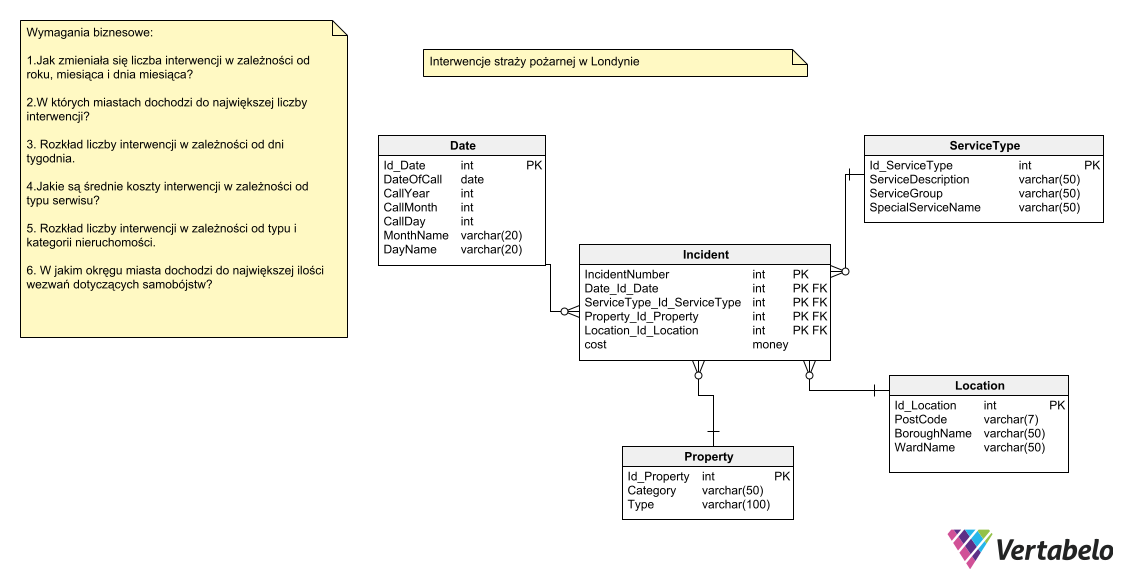 Wymagania biznesowe:
1.Jak zmieniała się liczba interwencji w zależności od
roku, miesiąca i dnia miesiąca?
2.W których miastach dochodzi do największej liczby
interwencji?
3. Rozkład liczby interwencji w zależności od dni
tygodnia.
4.Jakie są średnie koszty interwencji w zależności od
typu serwisu?
5. Rozkład liczby interwencji w zależności od typu i
kategorii nieruchomości.
6. W jakim okręgu miasta dochodzi do największej ilości
wezwań dotyczących samobójstw?
Interwencje straży pożarnej w Londynie
Date
Id_Date int PK
DateOfCall date
CallYear int
CallMonth int
CallDay int
MonthName varchar(20)
DayName varchar(20)
ServiceType
Id_ServiceType int PK
ServiceDescription varchar(50)
ServiceGroup varchar(50)
SpecialServiceName varchar(50)
Incident
IncidentNumber int PK
Date_Id_Date int PK FK
ServiceType_Id_ServiceType int PK FK
Property_Id_Property int PK FK
Location_Id_Location int PK FK
cost money
Location
Id_Location int PK
PostCode varchar(7)
BoroughName varchar(50)
WardName varchar(50)
Property
Id_Property int PK
Category varchar(50)
Type varchar(100)
Vertabelo